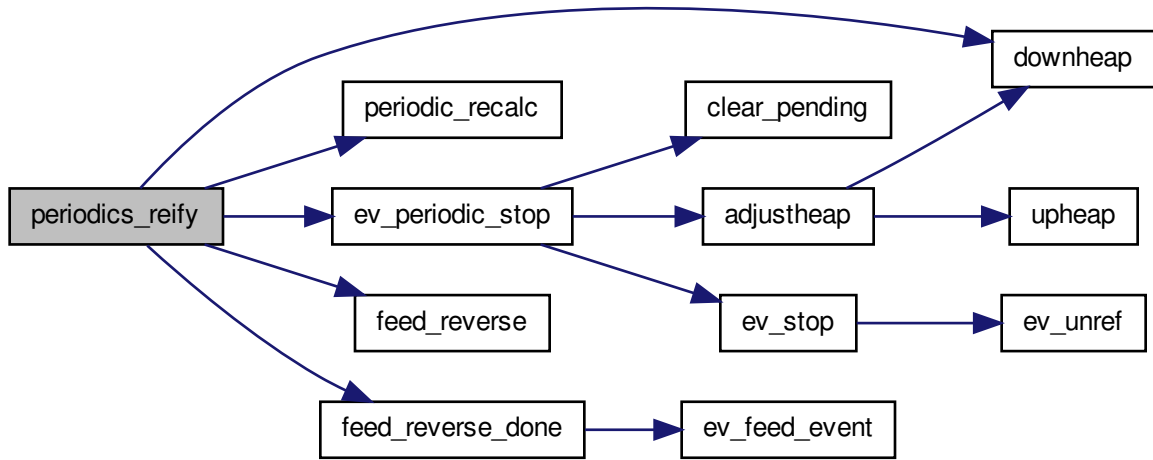 downheap
periodic_recalc
clear_pending
periodics_reify
ev_periodic_stop
adjustheap
upheap
feed_reverse
ev_stop
ev_unref
feed_reverse_done
ev_feed_event